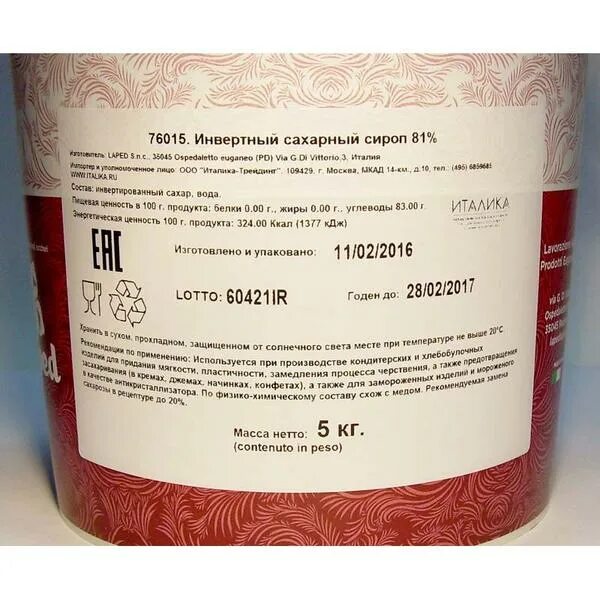 76015. Инвертный сахарный сироп 81%
Изготовитель: LAPED S.n.c., 35045 Ospedaletto euganeo (PD) Via G.Di Vittorio,3, Италия
Импортер и уполномоченное лицо: ООО "Италика-Трейдинг". 109429, г. Москва, МКАД 14-км., д.10, тел.: (495) 6859685
WWW.ITALIKA.RU
Состав: инвертированный сахар, вода.
Пищевая ценность в 100 г. продукта: белки 0.00 г., жиры 0.00 г., углеводы 83.00 г.
Энергетическая ценность 100 г. продукта: 324.00 Ккал (1377 кДж)
ИТАЛИКА
EAC
Изготовлено и упаковано: 11/02/2016
LOTTO: 60421IR
Годен до: 28/02/2017
Хранить в сухом, прохладном, защищенном от солнечного света месте при температуре не выше 20°С.
Рекомендации по применению: Используется при производстве кондитерских и хлебобулочных
изделий для придания мягкости, пластичности, замедления процесса черствения, а также предотвращения
засахаривания (в кремах, джемах, начинках, конфетах), а также для замороженных изделий и мороженого
в качестве антикристаллизатора. По физико-химическому составу схож с медом. Рекомендуемая замена
сахарозы в рецептуре до 20%.
Масса нетто: 5 кг.
(contenuto in peso)
Lavorazione
Prodotti
via G. D
Ospedalet
35045